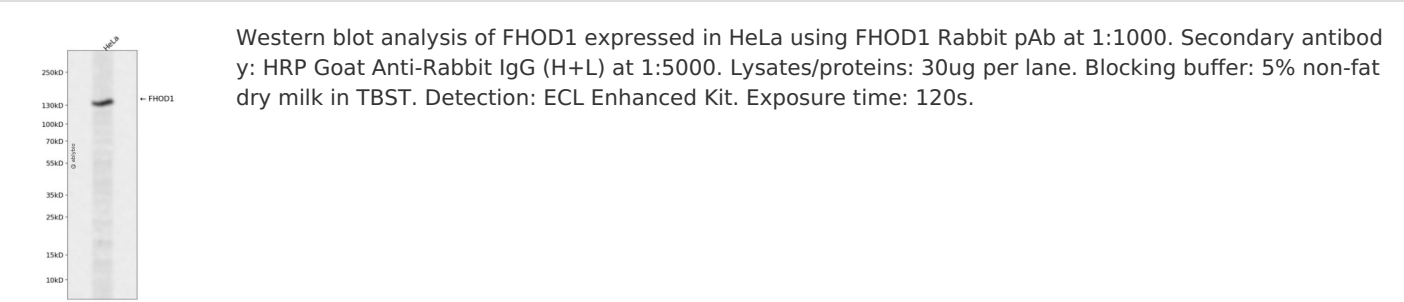 HeLa
250kD
130kD
← FHOD1
100kD
70kD
55kD
35kD
25kD
15kD
10kD
@ ablybio
Western blot analysis of FHOD1 expressed in HeLa using FHOD1 Rabbit pAb at 1:1000. Secondary antibod
y: HRP Goat Anti-Rabbit IgG (H+L) at 1:5000. Lysates/proteins: 30ug per lane. Blocking buffer: 5% non-fat
dry milk in TBST. Detection: ECL Enhanced Kit. Exposure time: 120s.